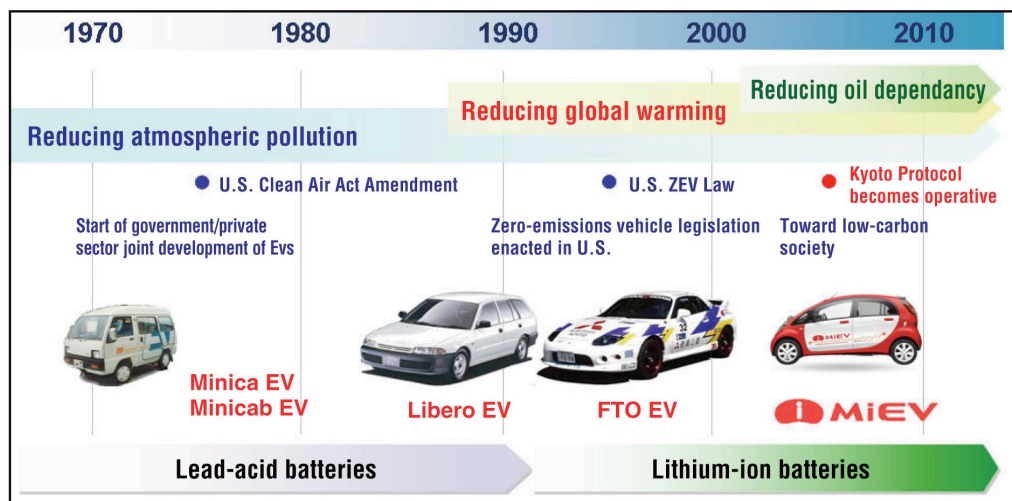 1970 1980 1990 2000 2010
Reducing oil dependancy
Reducing global warming
Reducing atmospheric pollution
U.S. Clean Air Act Amendment
U.S. ZEV Law
Kyoto Protocol
becomes operative
Start of government/private
sector joint development of Evs
Zero-emissions vehicle legislation
enacted in U.S.
Toward low-carbon
society
32
MiEV
Minica EV
Minicab EV
Libero EV
FTO EV
i MiEV
Lead-acid batteries
Lithium-ion batteries